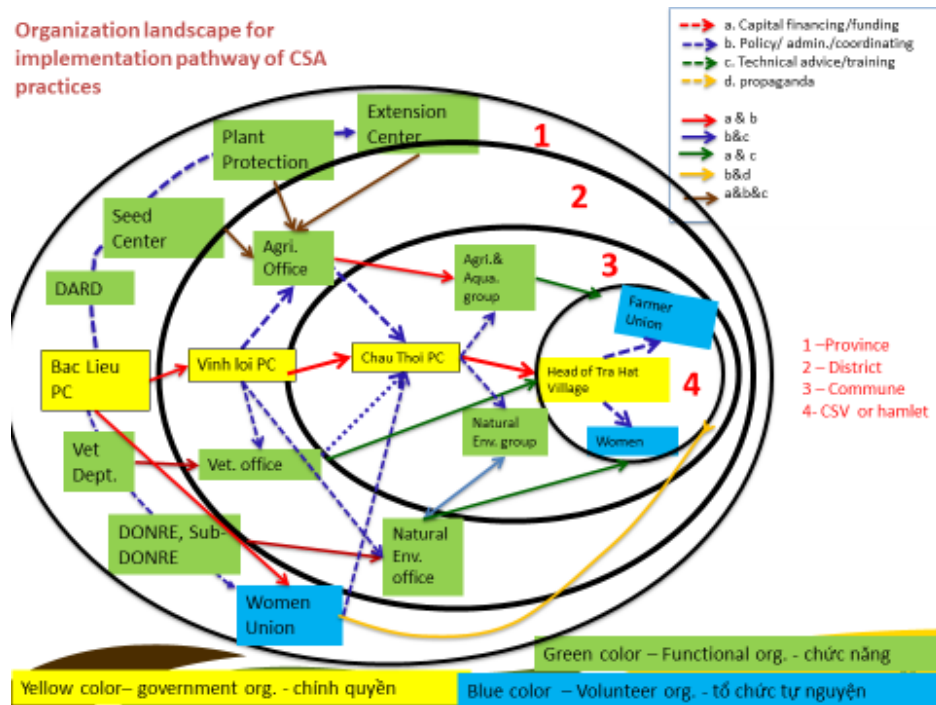 Organization landscape for
implementation pathway of CSA
practices
a. Capital financing/funding
b. Policy/ admin./coordinating
c. Technical advice/training
d. propaganda
a & b
b&c
a & c
b&d
a&b&c
Extension
Center
1
Plant
Protection
2
Seed
Center
Agri.
Office
Agri.&
Aqua.
group
3
DARD
Farmer
Union
Bac Lieu
PC
Vinh loi PC
Chau Thoi PC
Head of Tra Hat
Village
4
1 –Province
2 – District
3 – Commune
4- CSV or hamlet
Women
Natural
Env. group
Vet
Dept.
Vet. office
DONRE, Sub-
DONRE
Natural
Env.
office
Women
Union
Green color – Functional org. - chức năng
Yellow color– government org. - chính quyền
Blue color – Volunteer org. - tổ chức tự nguyện